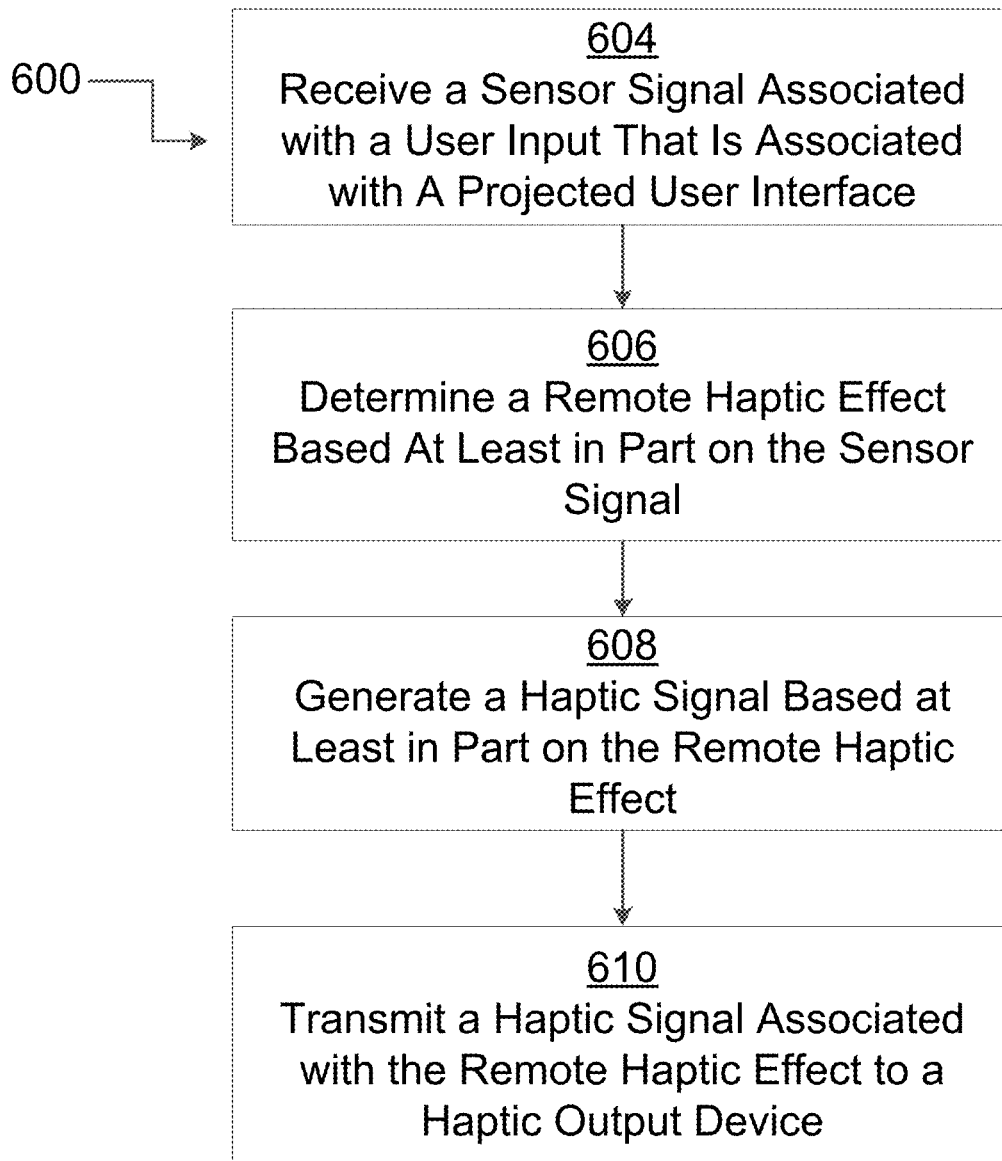 600
604
Receive a Sensor Signal Associated
with a User Input That Is Associated
with A Projected User Interface
606
Determine a Remote Haptic Effect
Based At Least in Part on the Sensor
Signal
608
Generate a Haptic Signal Based at
Least in Part on the Remote Haptic
Effect
610
Transmit a Haptic Signal Associated
with the Remote Haptic Effect to a
Haptic Output Device